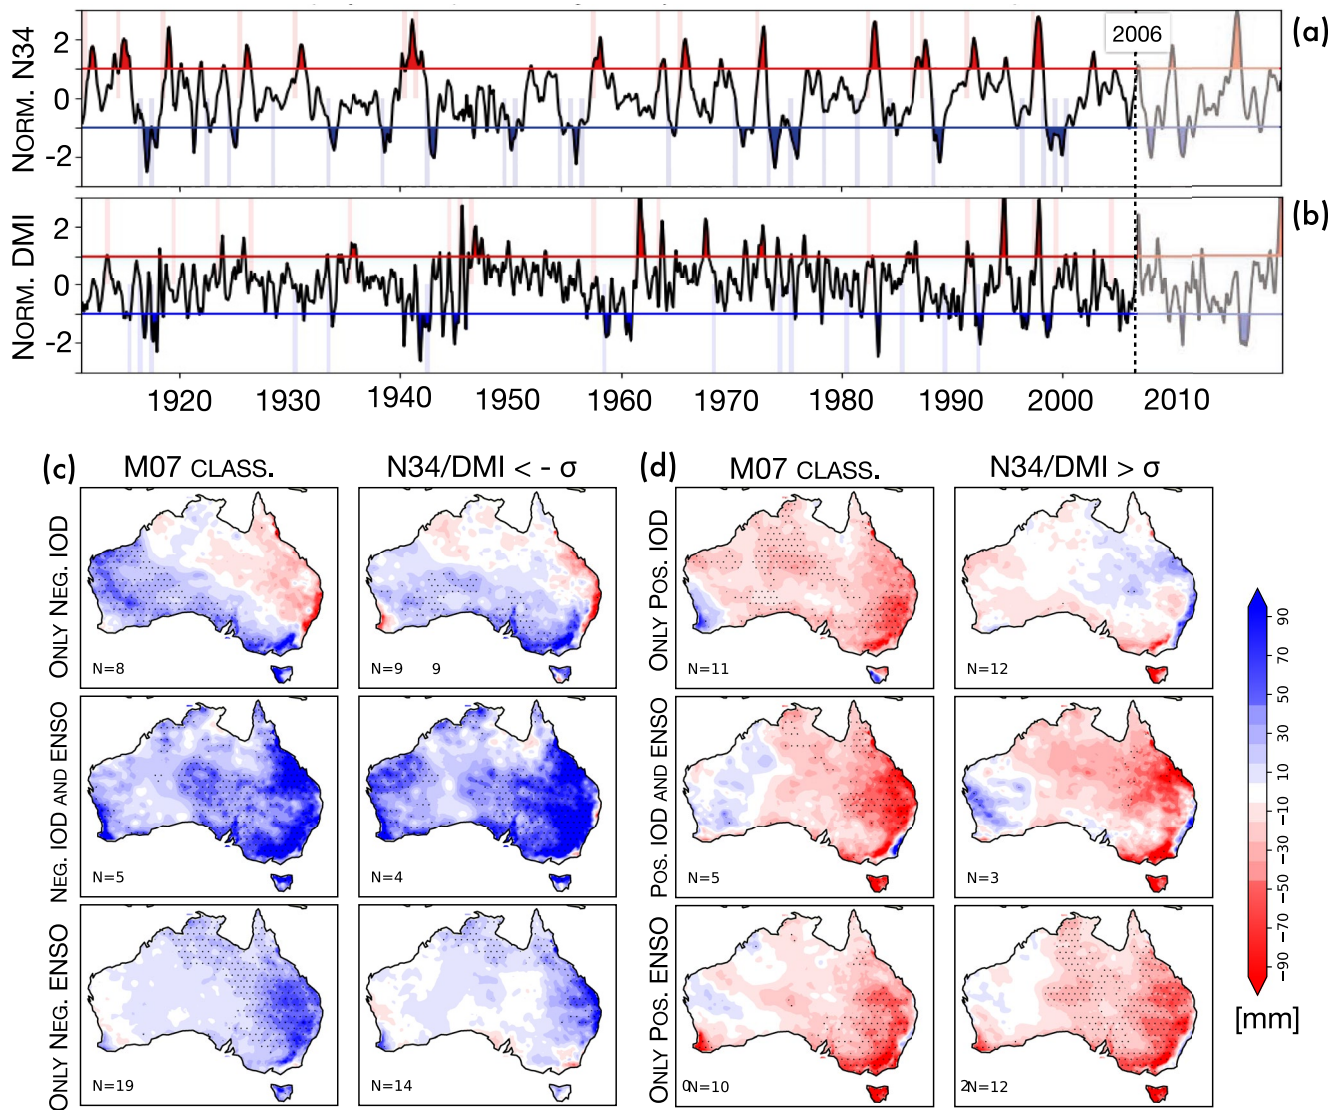 (a)
NORM. N34
2
0
-2
2006
(b)
NORM. DMI
2
0
-2
1920 1930 1940 1950 1960 1970 1980 1990 2000 2010
(c) M07 CLASS. N34/DMI < - σ
(d) M07 CLASS. N34/DMI > σ
ONLY NEG. IOD
N=8
N=9 9
ONLY POS. IOD
N=11
N=12
NEG. IOD AND ENSO
N=5
N=4
POS. IOD AND ENSO
N=5
N=3
ONLY NEG. ENSO
N=19
N=14
ONLY POS. ENSO
0N=10
2N=12
90
70
50
30
10
-10
-30
-50
-70
-90
[mm]